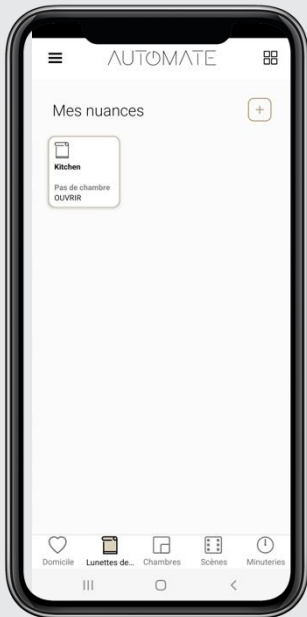 AUTOMATE
Mes nuances
Kitchen
Pas de chambre
OUVRIR
Domicile
Lunettes de...
Chambres
Scènes
Minuteries